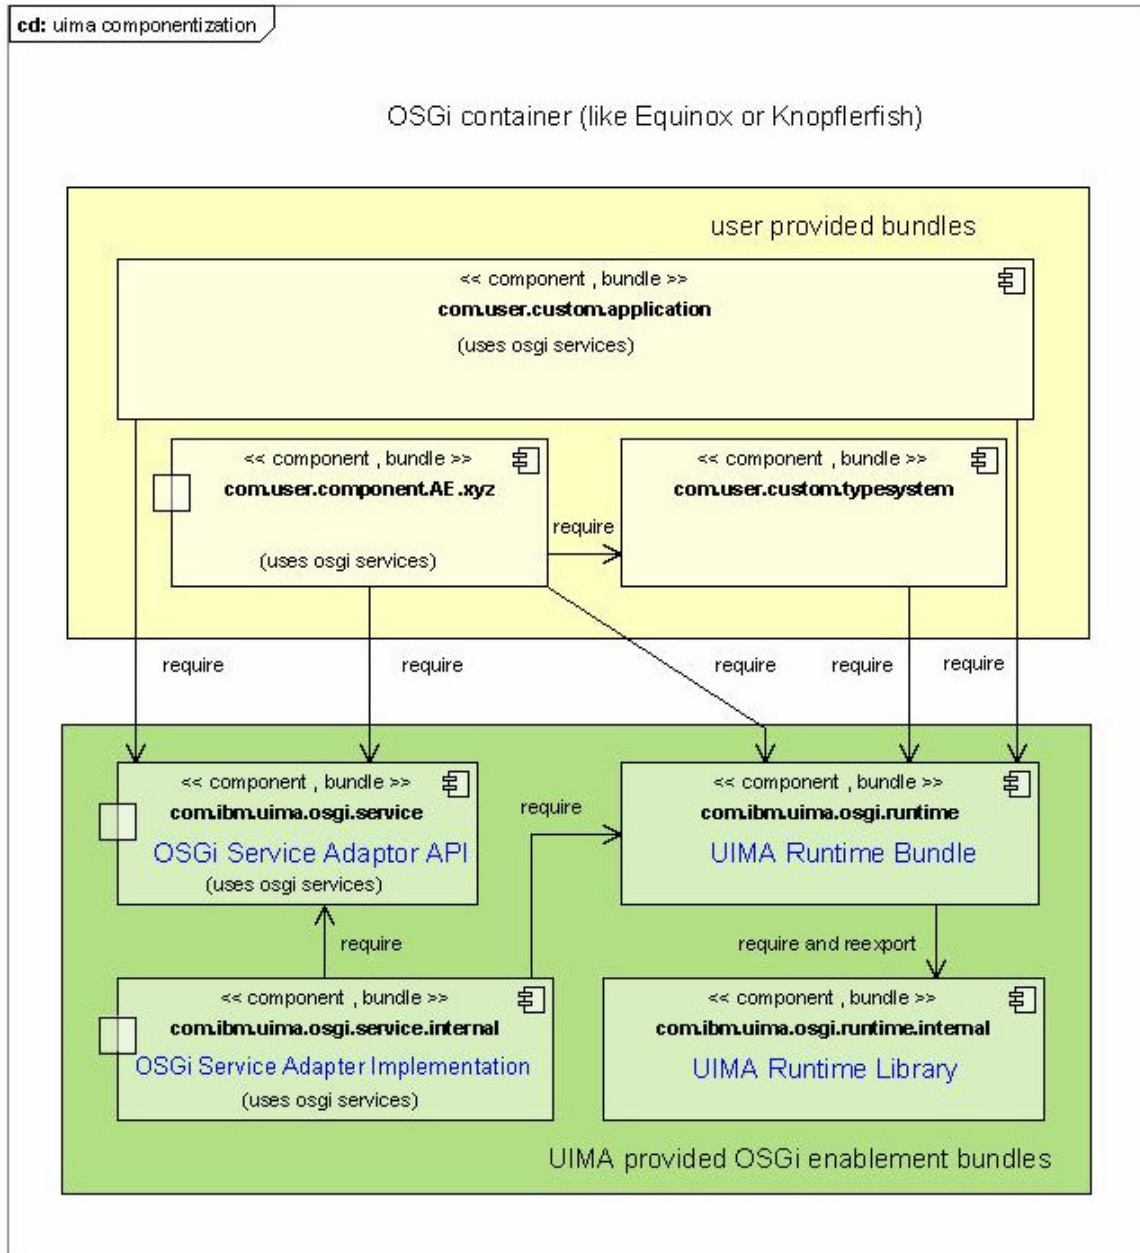 cd: uima componentization
OSGi container (like Equinox or Knopflerfish)
user provided bundles
<< component , bundle >>
com.user.custom.application
(uses osgi services)
<< component , bundle >>
com.user.component.AE.xyz
(uses osgi services)
require
<< component , bundle >>
com.user.custom.typesystem
require
require
require
require
require
<< component , bundle >>
com.ibm.uima.osgi.service
OSGi Service Adaptor API
(uses osgi services)
require
<< component , bundle >>
com.ibm.uima.osgi.runtime
UIMA Runtime Bundle
require
require and reexport
<< component , bundle >>
com.ibm.uima.osgi.service.internal
OSGi Service Adapter Implementation
(uses osgi services)
<< component , bundle >>
com.ibm.uima.osgi.runtime.internal
UIMA Runtime Library
UIMA provided OSGi enablement bundles